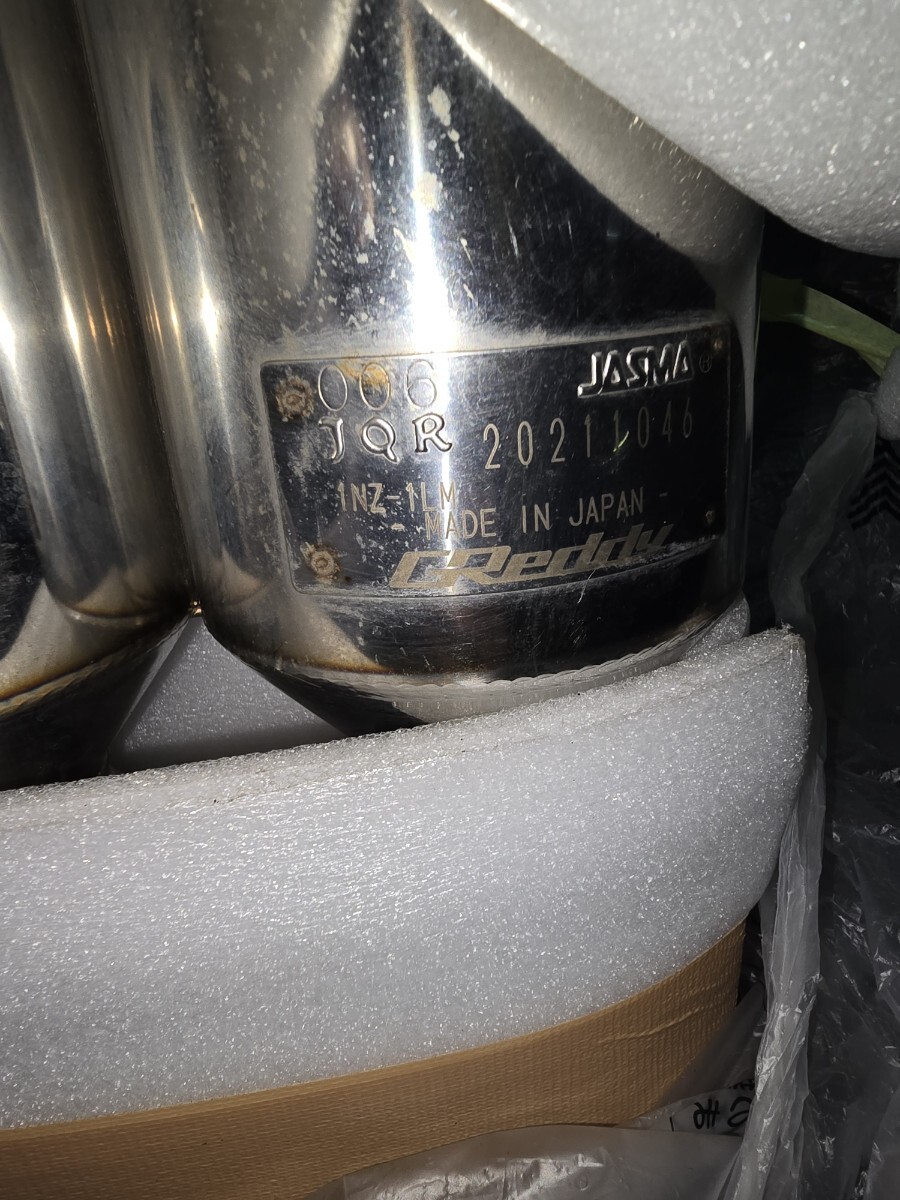 006 JASMA®
JQR 20211046
1NZ-1LM
- MADE IN JAPAN -
GReddy